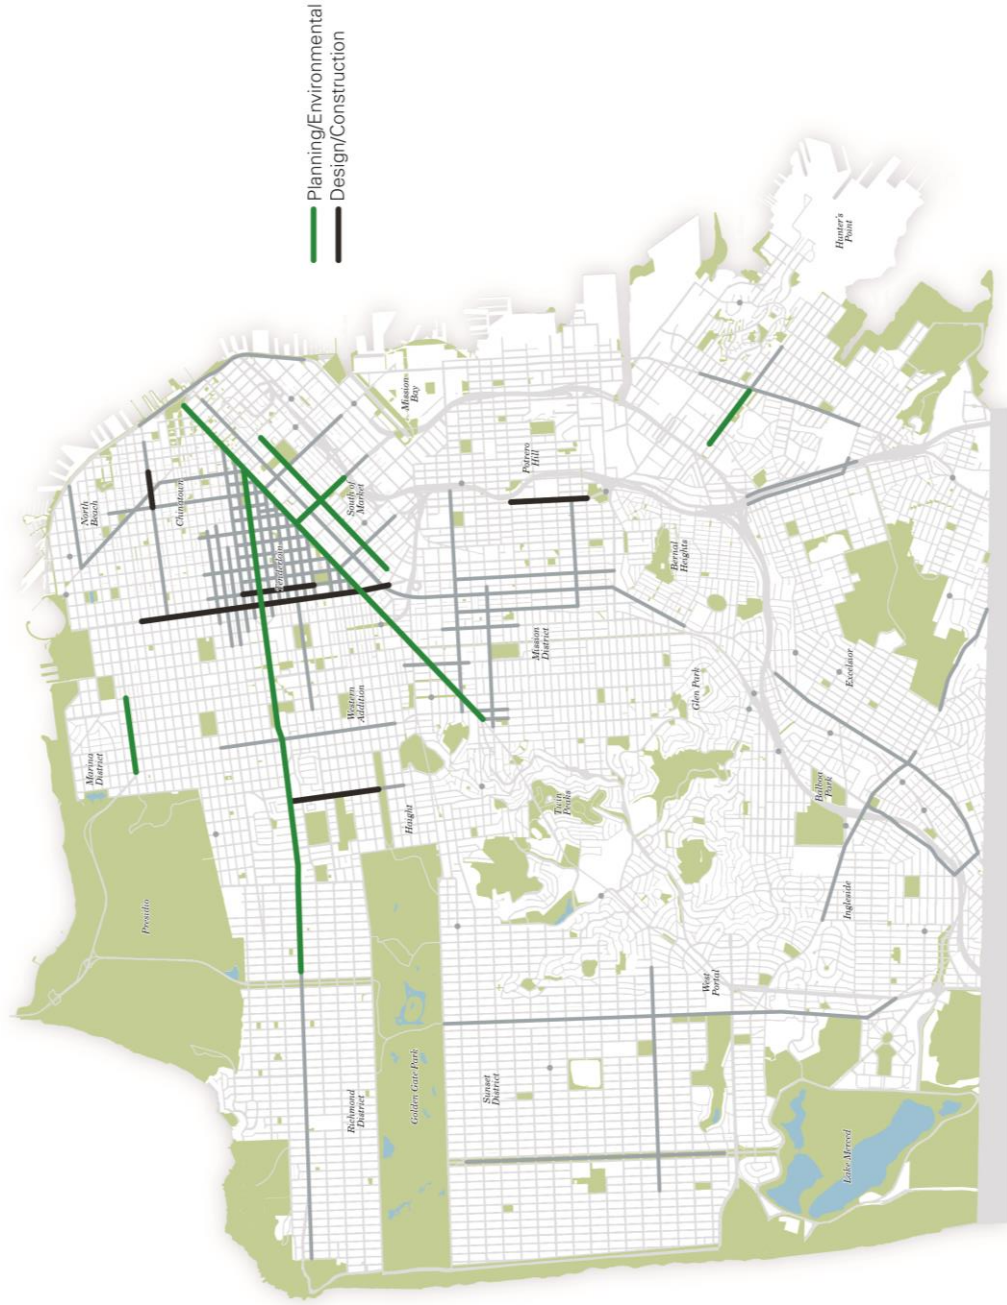 Planning/Environmental
Design/Construction
North
Beach
Chinatown
Marina
District
Presidio
Tenderloin
South of
Market
Mission
Bay
Western
Addition
Haight
Richmond
District
Golden Gate Park
Potrero
Hill
Mission
District
Bernal
Heights
Hunter's
Point
Twin
Peaks
Glen Park
Sunset
District
West
Portal
Excelsior
Balboa
Park
Ingleside
Lake Merced